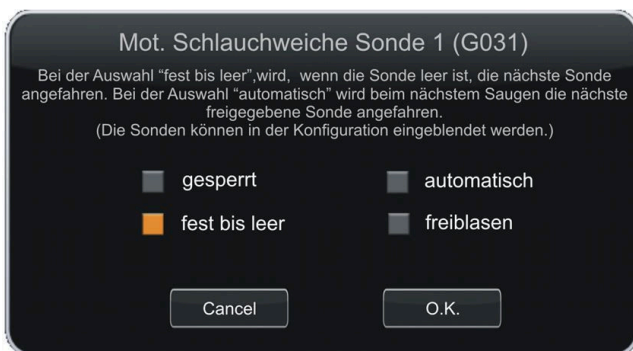 Mot. Schlauchweiche Sonde 1 (G031)
Bei der Auswahl “fest bis leer”,wird, wenn die Sonde leer ist, die nächste Sonde
angefahren. Bei der Auswahl “automatisch” wird beim nächstem Saugen die nächste
freigegebene Sonde angefahren.
(Die Sonden können in der Konfiguration eingeblendet werden.)
gesperrt automatisch
fest bis leer freiblasen
Cancel O.K.